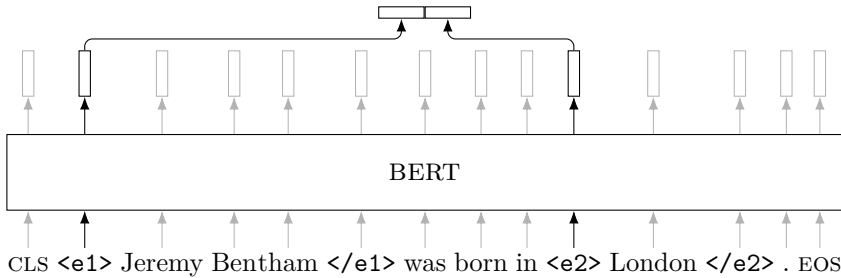 BERT
CLS <e1> Jeremy Bentham </e1> was born in <e2> London </e2> . EOS